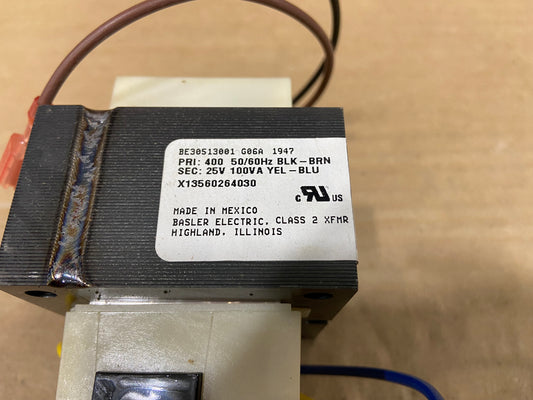 BE30513001 G06A 1947
PRI: 400 50/60Hz BLK-BRN
SEC: 25V 100VA YEL-BLU
X13560264030
c RU US
MADE IN MEXICO
BASLER ELECTRIC, CLASS 2 XFMR
HIGHLAND, ILLINOIS